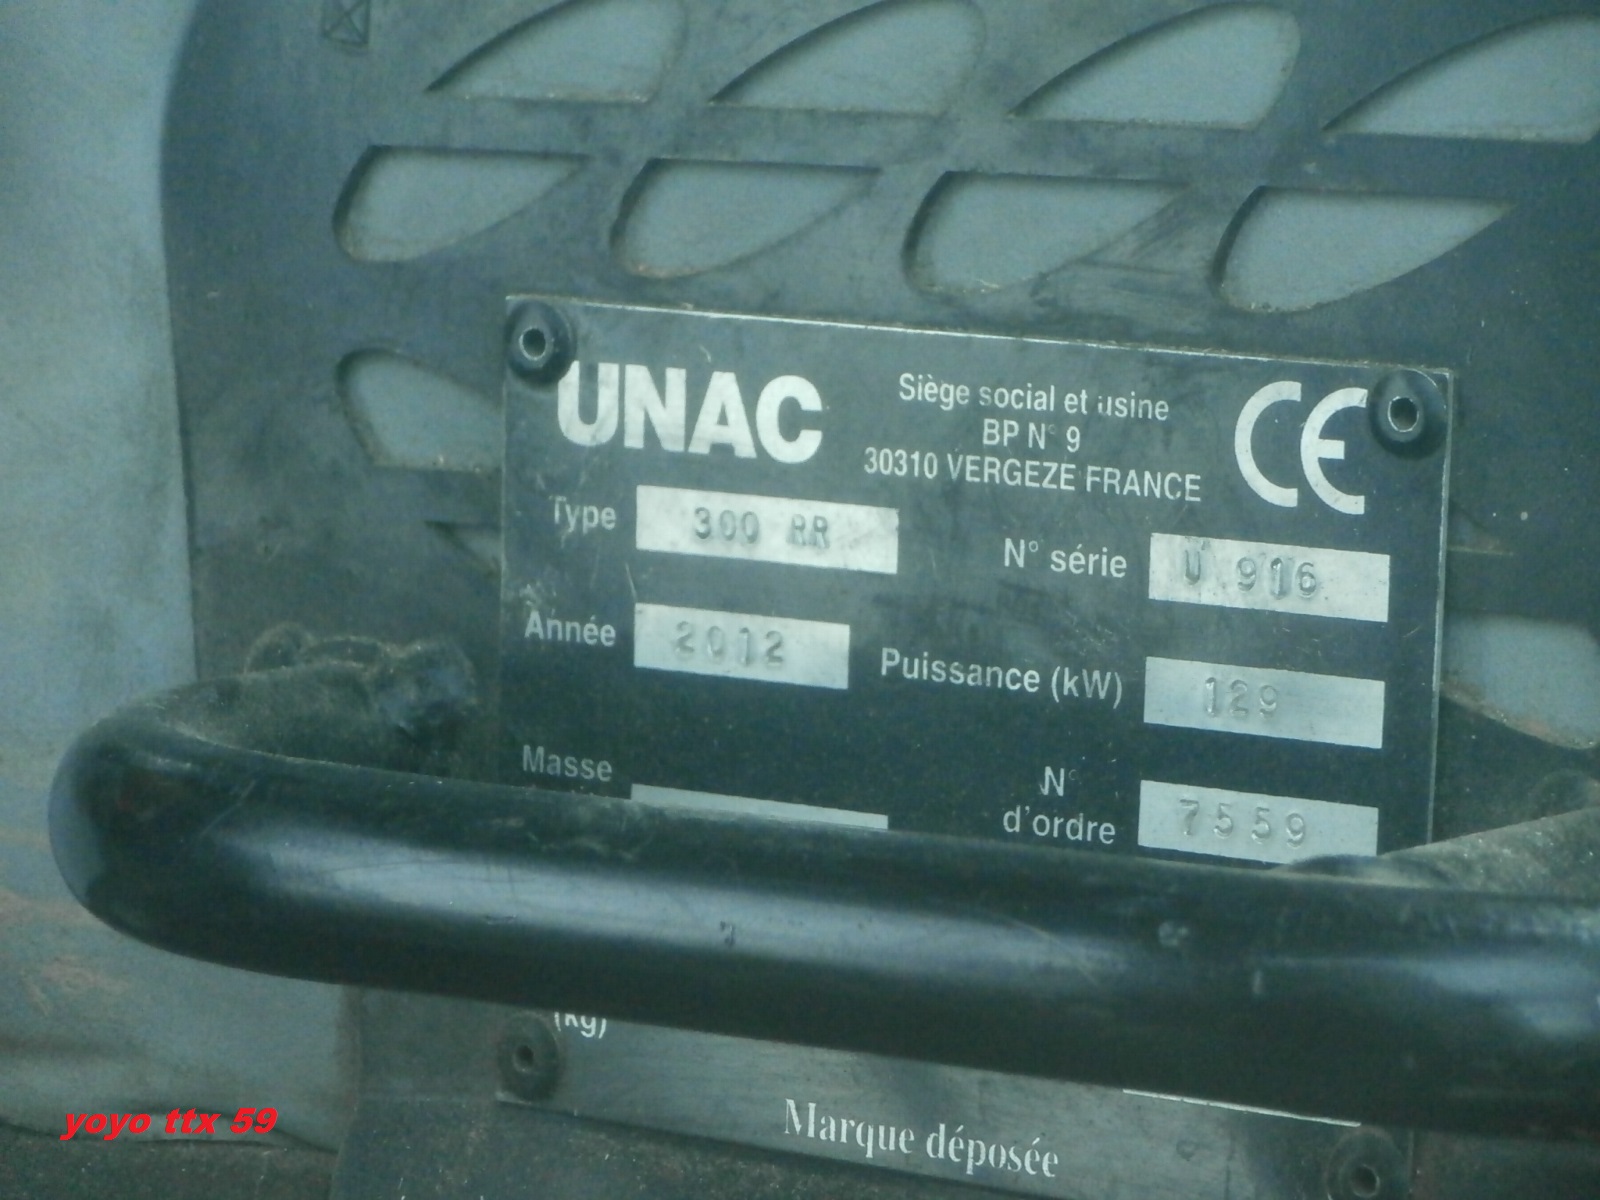 UNAC
Siège social et usine
BP N° 9
30310 VERGEZE FRANCE
CE
Type 300 RR
N° série U 916
Année 2012
Puissance (kW) 129
Masse
N°
d'ordre 7559
(kg)
Marque déposée
yoyo ttx 59